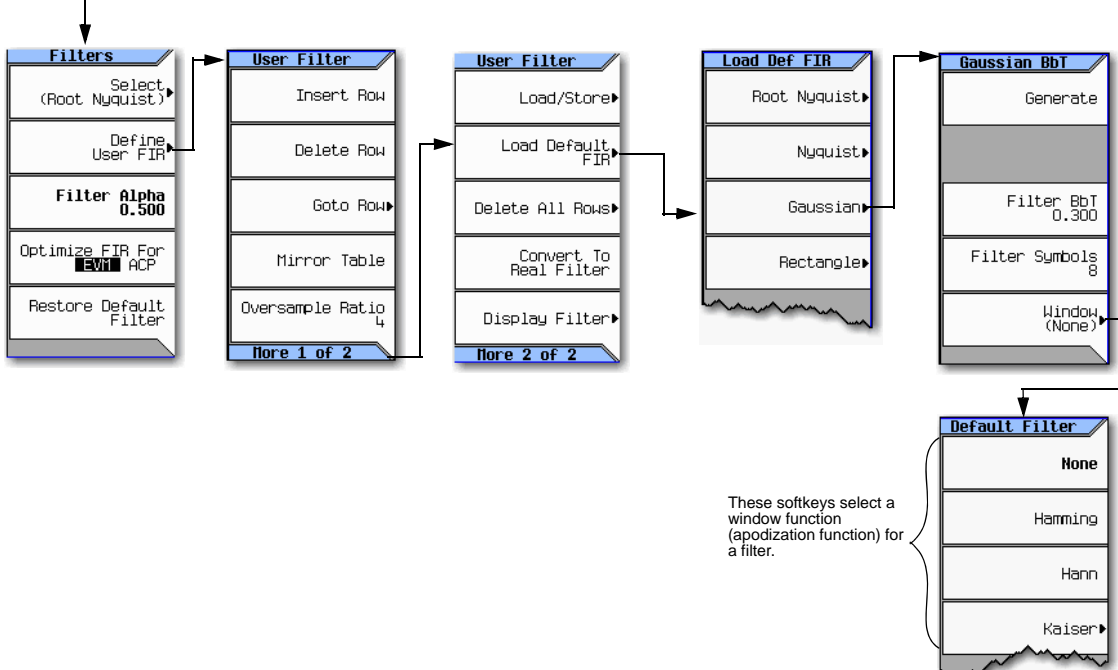 Filters
Select
(Root Nyquist)
Define
User FIR
Filter Alpha
0.500
Optimize FIR For
EVM ACP
Restore Default
Filter
User Filter
Insert Row
Delete Row
Goto Row
Mirror Table
Oversample Ratio
4
More 1 of 2
User Filter
Load/Store
Load Default
FIR
Delete All Rows
Convert To
Real Filter
Display Filter
More 2 of 2
Load Def FIR
Root Nyquist
Nyquist
Gaussian
Rectangle
Gaussian BbT
Generate
Filter BbT
0.300
Filter Symbols
8
Window
(None)
Default Filter
None
Hamming
Hann
Kaiser
These softkeys select a
window function
(apodization function) for
a filter.